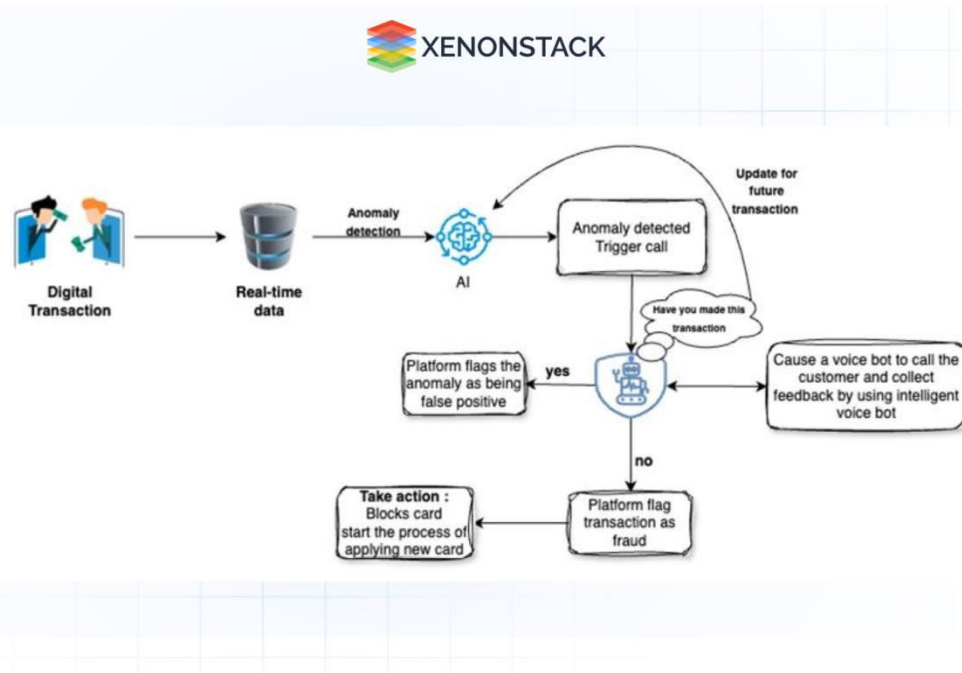 XENONSTACK
Update for
future
transaction
Anomaly
detection
Anomaly detected
Trigger call
AI
Digital
Transaction
Real-time
data
Have you made this
transaction
Platform flags the
anomaly as being
false positive
yes
Cause a voice bot to call the
customer and collect
feedback by using intelligent
voice bot
no
Take action :
Blocks card
start the process of
applying new card
Platform flag
transaction as
fraud